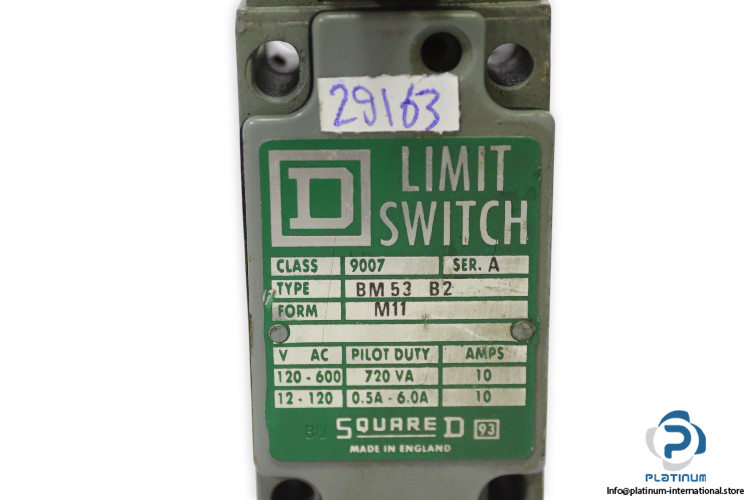 29163
D
LIMIT
SWITCH
CLASS 9007 SER. A
TYPE BM 53 B2
FORM M11
V AC PILOT DUTY AMPS
120 - 600 720 VA 10
12 - 120 0.5A - 6.0A 10
SQUARE D 93
MADE IN ENGLAND
PLATINUM
Info@platinum-international.store